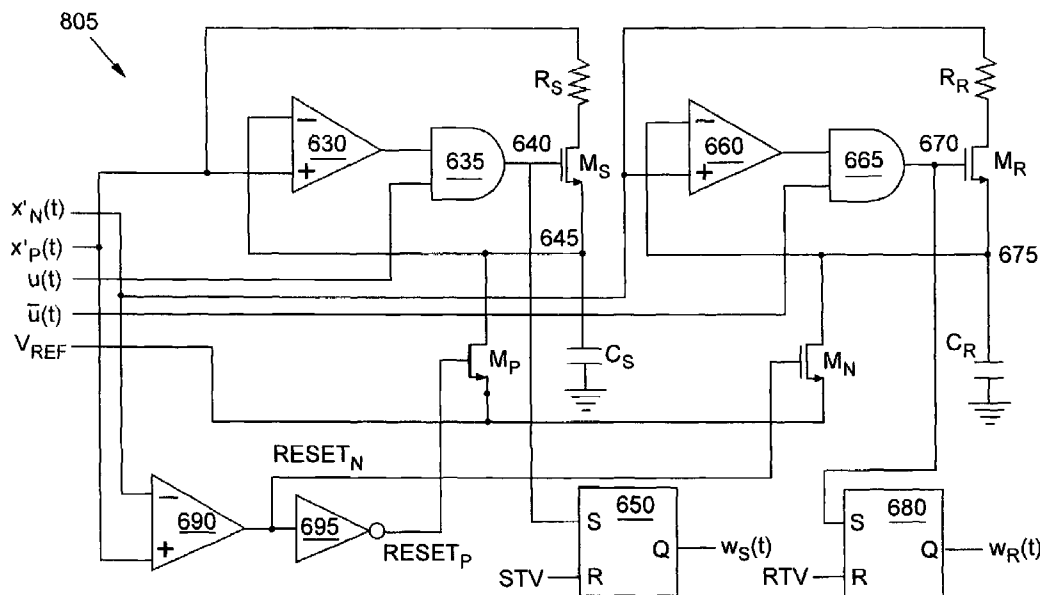 805
R_S
R_R
630
635
640
M_S
660
665
670
M_R
x'_N(t)
x'_P(t)
u(t)
u̅(t)
V_REF
645
675
M_P
C_S
M_N
C_R
RESET_N
690
695
RESET_P
650
S
Q
w_S(t)
STV
R
680
S
Q
w_R(t)
RTV
R